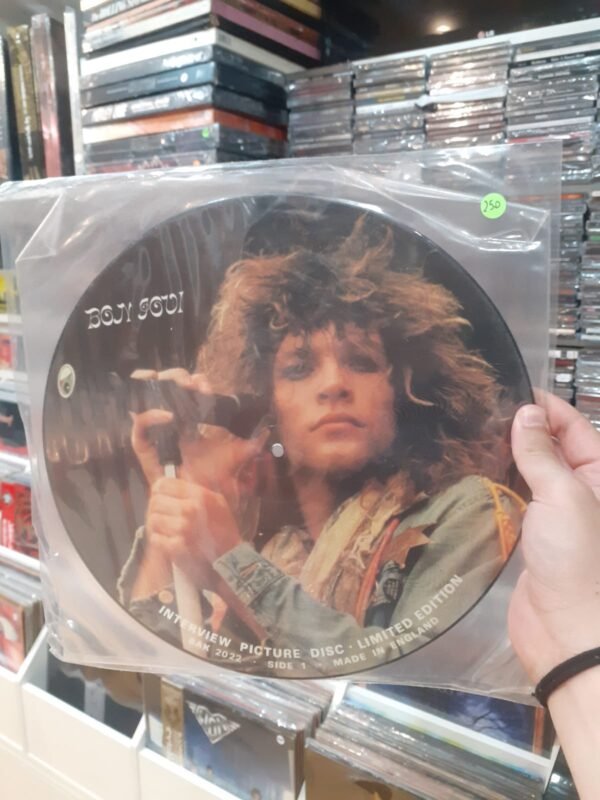 250
BON JOVI
INTERVIEW PICTURE DISC · LIMITED EDITION
BAK 2022 · SIDE 1 · MADE IN ENGLAND